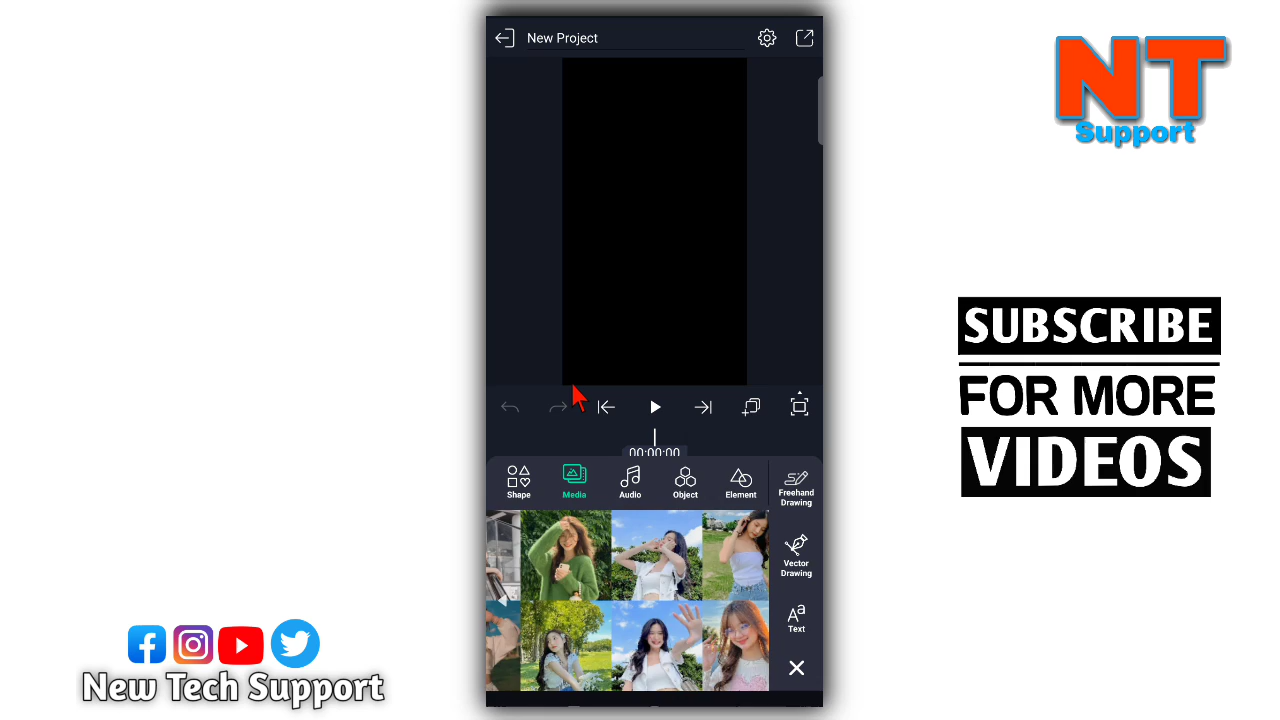 New Project
NT
Support
SUBSCRIBE
FOR MORE
VIDEOS
00:00:00
Shape
Media
Audio
Object
Element
Freehand
Drawing
Vector
Drawing
Aa
Text
New Tech Support